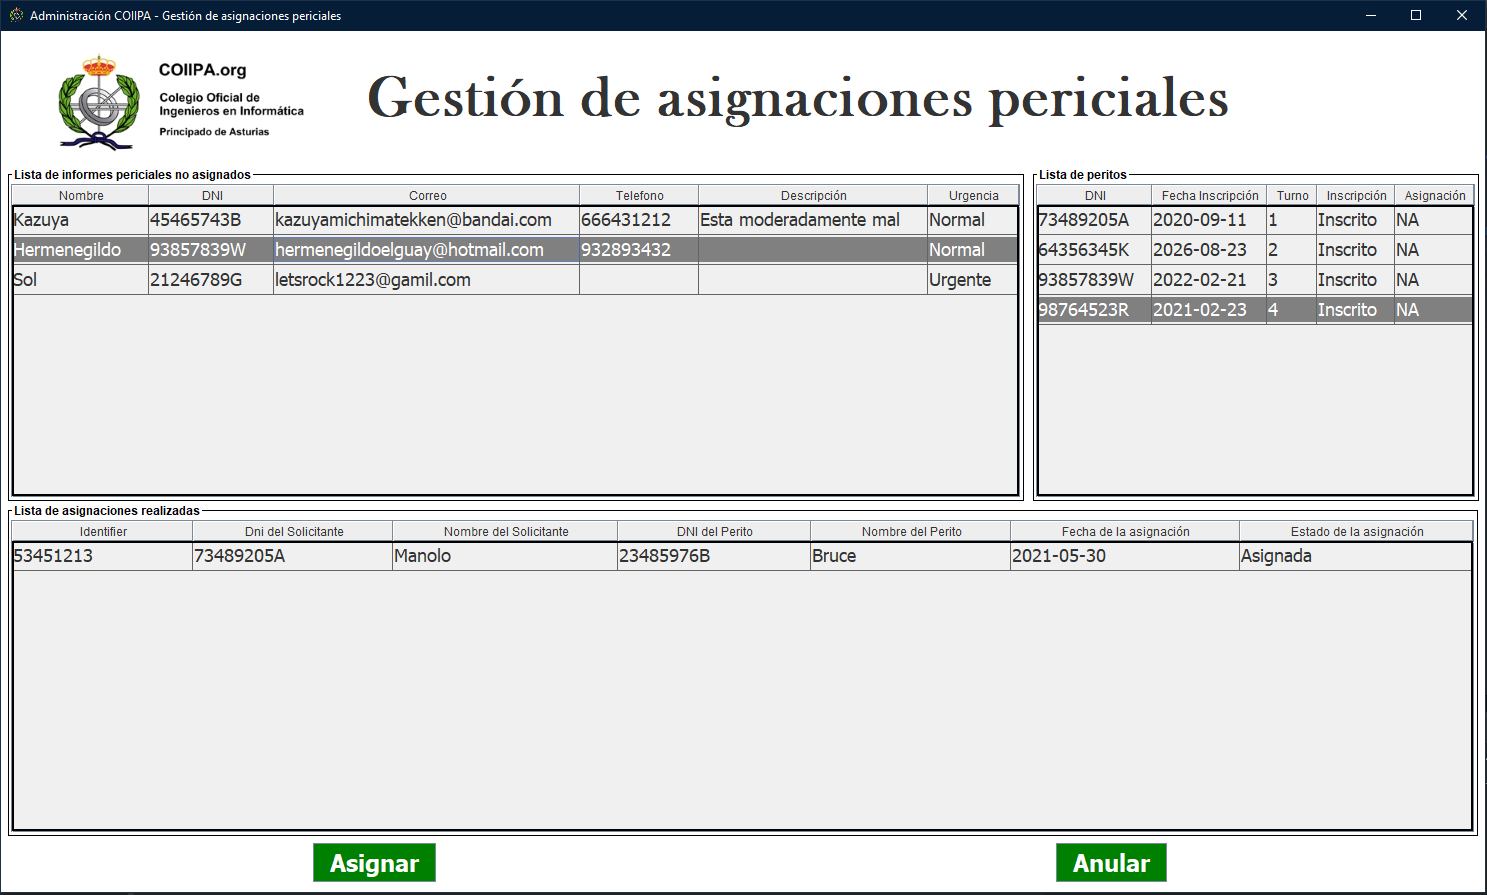 Administración COIIPA - Gestión de asignaciones periciales
COIIPA.org
Colegio Oficial de
Ingenieros en Informática
Principado de Asturias
Gestión de asignaciones periciales
Lista de informes periciales no asignados
Nombre DNI Correo Telefono Descripción Urgencia
Kazuya 45465743B kazuyamichimatekken@bandai.com 666431212 Esta moderadamente mal Normal
Hermenegildo 93857839W hermenegildoelguay@hotmail.com 932893432 Normal
Sol 21246789G letsrock1223@gamil.com Urgente
Lista de peritos
DNI Fecha Inscripción Turno Inscripción Asignación
73489205A 2020-09-11 1 Inscrito NA
64356345K 2026-08-23 2 Inscrito NA
93857839W 2022-02-21 3 Inscrito NA
98764523R 2021-02-23 4 Inscrito NA
Lista de asignaciones realizadas
Identifier Dni del Solicitante Nombre del Solicitante DNI del Perito Nombre del Perito Fecha de la asignación Estado de la asignación
53451213 73489205A Manolo 23485976B Bruce 2021-05-30 Asignada
Asignar Anular